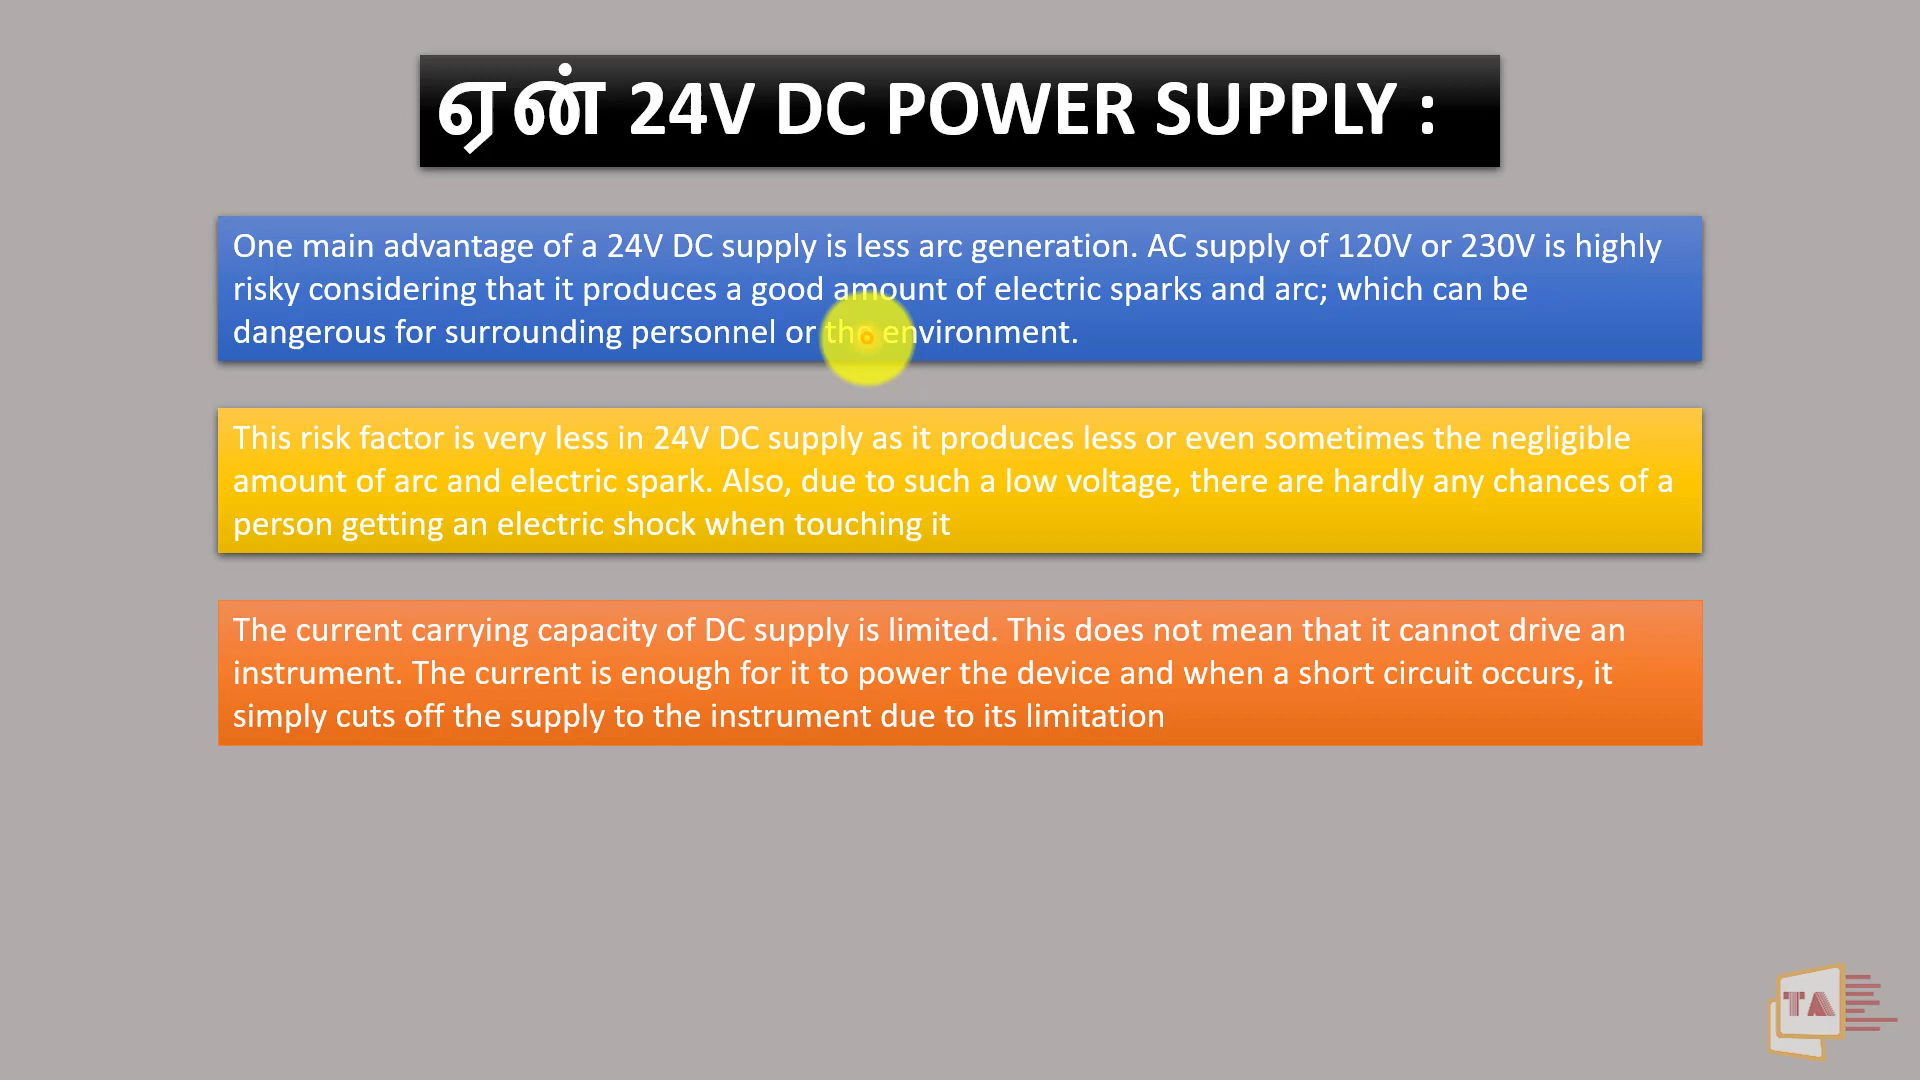 ஏன் 24V DC POWER SUPPLY :
One main advantage of a 24V DC supply is less arc generation. AC supply of 120V or 230V is highly
risky considering that it produces a good amount of electric sparks and arc; which can be
dangerous for surrounding personnel or the environment.
This risk factor is very less in 24V DC supply as it produces less or even sometimes the negligible
amount of arc and electric spark. Also, due to such a low voltage, there are hardly any chances of a
person getting an electric shock when touching it
The current carrying capacity of DC supply is limited. This does not mean that it cannot drive an
instrument. The current is enough for it to power the device and when a short circuit occurs, it
simply cuts off the supply to the instrument due to its limitation
TA